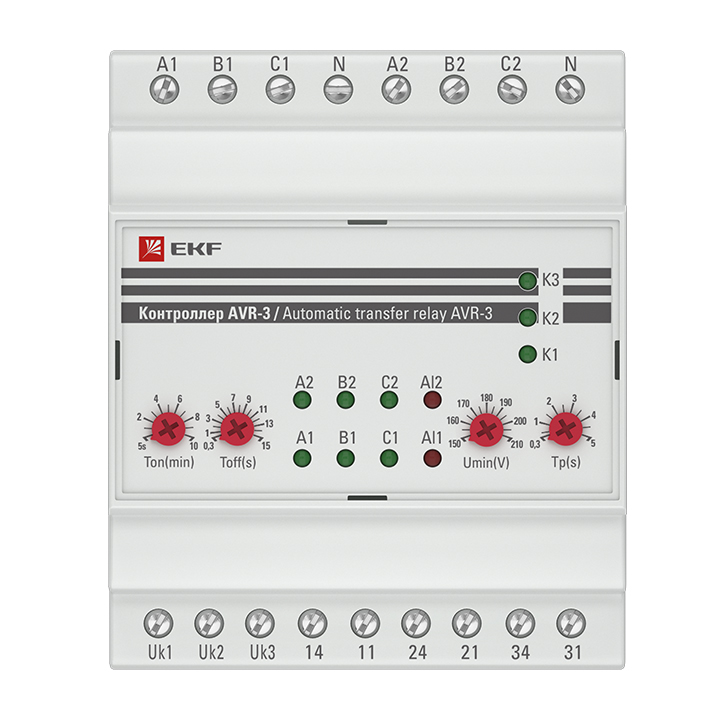 A1 B1 C1 N A2 B2 C2 N
EKF
K3
Контроллер AVR-3 / Automatic transfer relay AVR-3
K2
K1
A2 B2 C2 AI2
A1 B1 C1 AI1
5s 2 4 6 8 10
Ton(min)
0,3 1 3 5 7 9 11 13 15
Toff(s)
150 160 170 180 190 200 210
Umin(V)
0,3 1 2 3 4 5
Tp(s)
Uk1 Uk2 Uk3 14 11 24 21 34 31